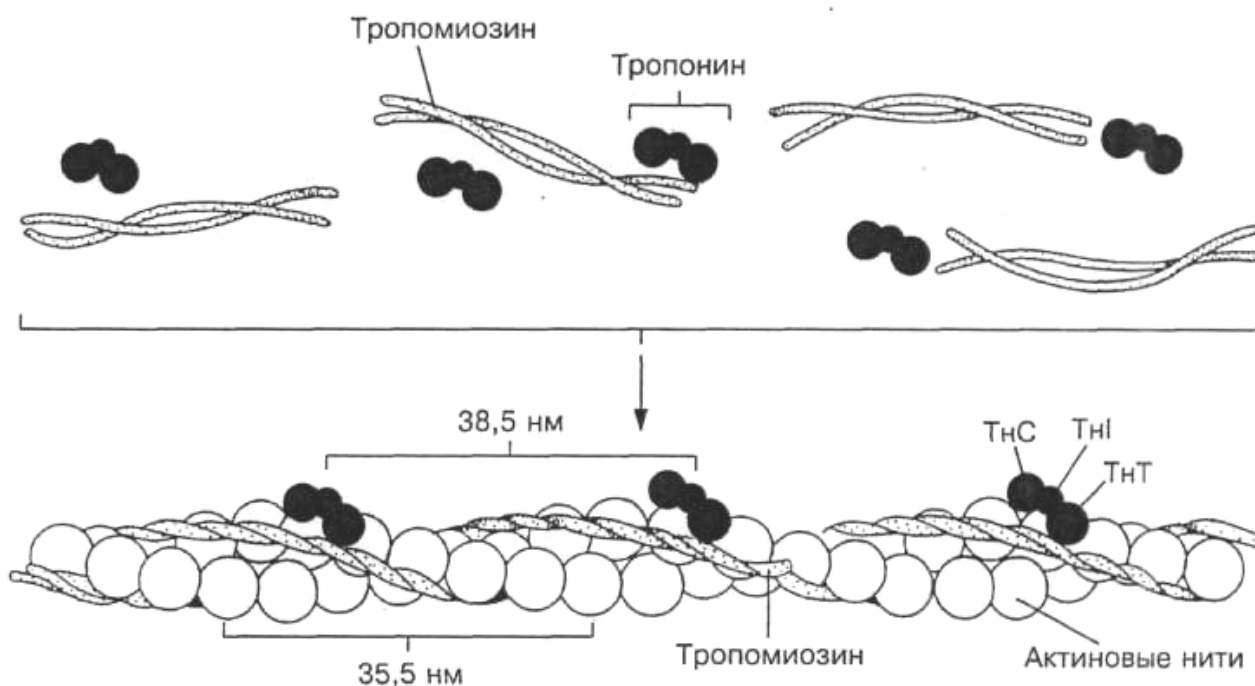 Тропомиозин
Тропонин
38,5 нм
ТнС
ТнI
ТнТ
35,5 нм
Тропомиозин
Актиновые нити